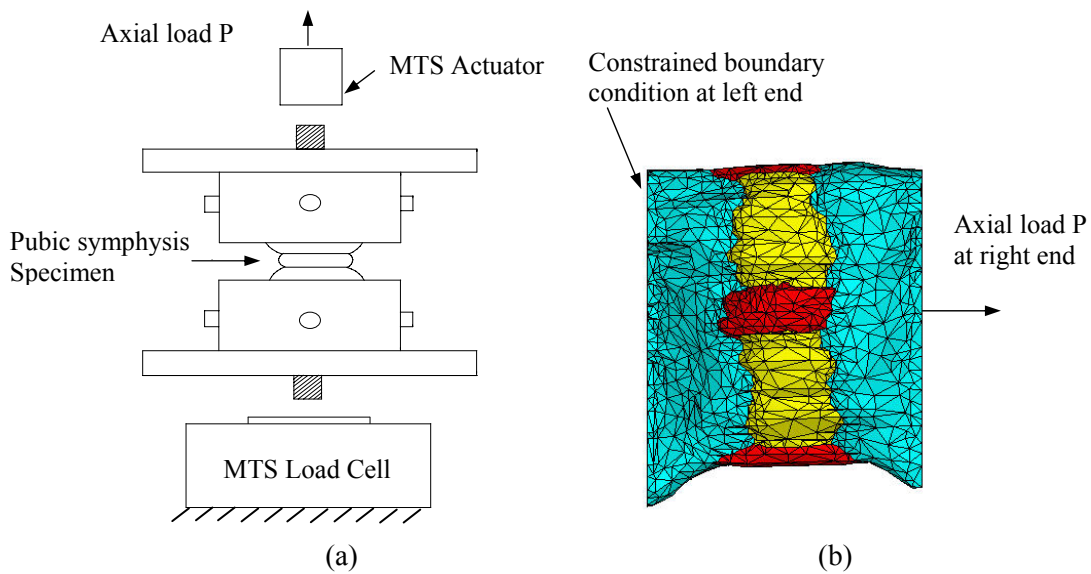 Axial load P
MTS Actuator
Pubic symphysis
Specimen
MTS Load Cell
(a)
Constrained boundary
condition at left end
Axial load P
at right end
(b)